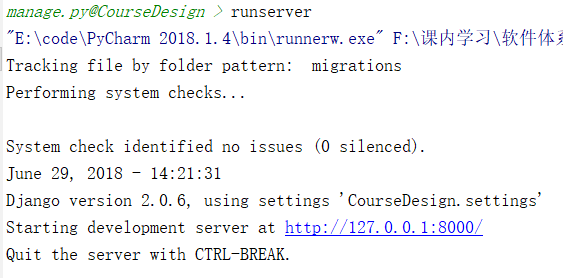 manage.py@CourseDesign > runserver
"E:\code\PyCharm 2018.1.4\bin\runnerw.exe" F:\课内学习\软件体系
Tracking file by folder pattern:  migrations
Performing system checks...
System check identified no issues (0 silenced).
June 29, 2018 - 14:21:31
Django version 2.0.6, using settings 'CourseDesign.settings'
Starting development server at http://127.0.0.1:8000/
Quit the server with CTRL-BREAK.